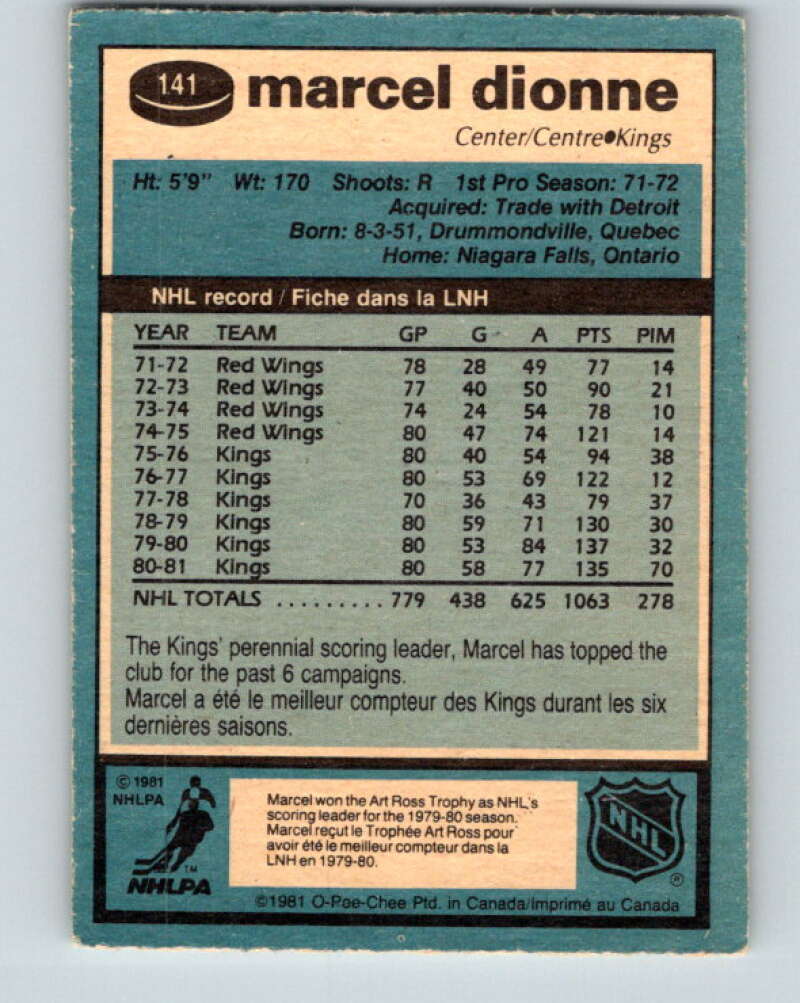 141 marcel dionne
Center/Centre●Kings
Ht: 5'9" Wt: 170 Shoots: R 1st Pro Season: 71-72
Acquired: Trade with Detroit
Born: 8-3-51, Drummondville, Quebec
Home: Niagara Falls, Ontario
NHL record / Fiche dans la LNH
YEAR TEAM GP G A PTS PIM
71-72 Red Wings 78 28 49 77 14
72-73 Red Wings 77 40 50 90 21
73-74 Red Wings 74 24 54 78 10
74-75 Red Wings 80 47 74 121 14
75-76 Kings 80 40 54 94 38
76-77 Kings 80 53 69 122 12
77-78 Kings 70 36 43 79 37
78-79 Kings 80 59 71 130 30
79-80 Kings 80 53 84 137 32
80-81 Kings 80 58 77 135 70
NHL TOTALS ......... 779 438 625 1063 278
The Kings' perennial scoring leader, Marcel has topped the
club for the past 6 campaigns.
Marcel a été le meilleur compteur des Kings durant les six
dernières saisons.
© 1981
NHLPA
NHLPA TM
Marcel won the Art Ross Trophy as NHL's
scoring leader for the 1979-80 season.
Marcel reçut le Trophée Art Ross pour
avoir été le meilleur compteur dans la
LNH en 1979-80.
NHL ®
©1981 O-Pee-Chee Ptd. in Canada/Imprimé au Canada